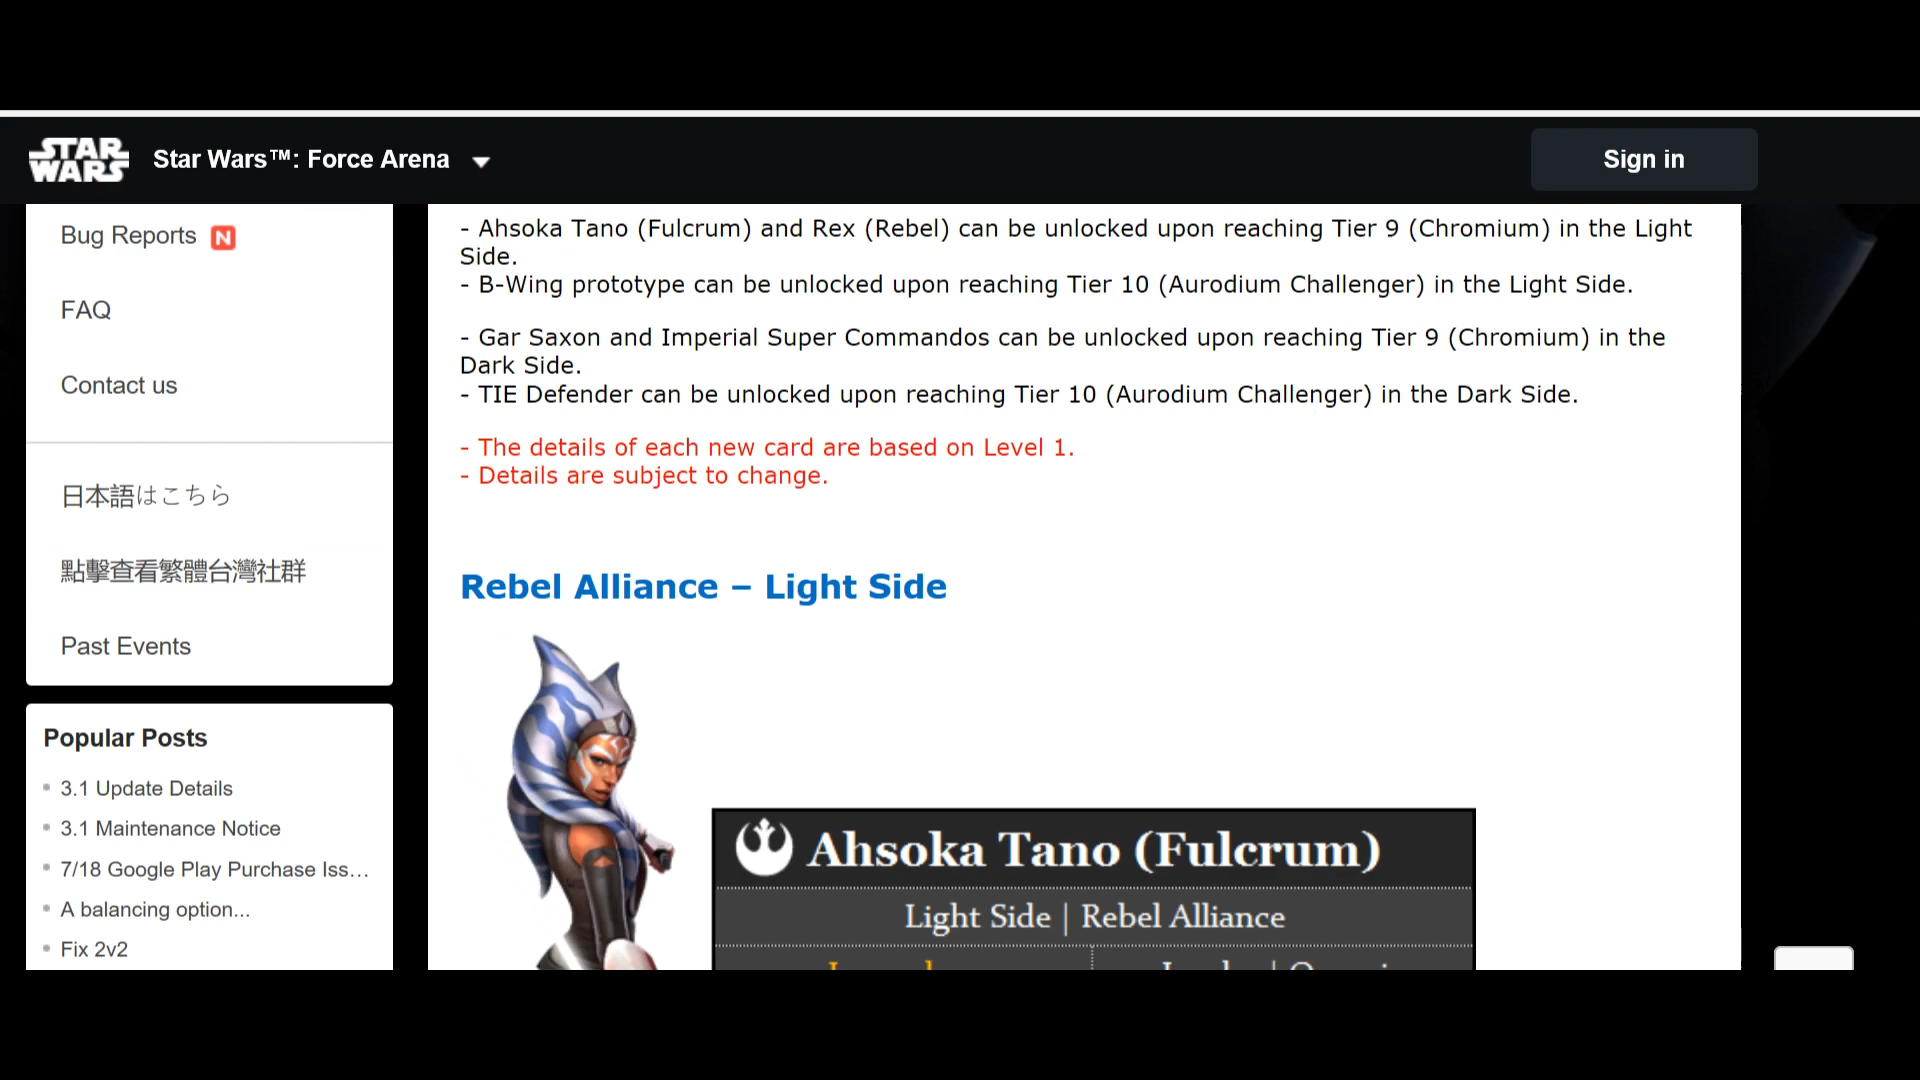 STAR WARS
Star Wars™: Force Arena
Sign in
Bug Reports N
FAQ
Contact us
日本語はこちら
點擊查看繁體台灣社群
Past Events
Popular Posts
3.1 Update Details
3.1 Maintenance Notice
7/18 Google Play Purchase Iss...
A balancing option...
Fix 2v2
- Ahsoka Tano (Fulcrum) and Rex (Rebel) can be unlocked upon reaching Tier 9 (Chromium) in the Light
Side.
- B-Wing prototype can be unlocked upon reaching Tier 10 (Aurodium Challenger) in the Light Side.
- Gar Saxon and Imperial Super Commandos can be unlocked upon reaching Tier 9 (Chromium) in the
Dark Side.
- TIE Defender can be unlocked upon reaching Tier 10 (Aurodium Challenger) in the Dark Side.
- The details of each new card are based on Level 1.
- Details are subject to change.
Rebel Alliance – Light Side
Ahsoka Tano (Fulcrum)
Light Side | Rebel Alliance